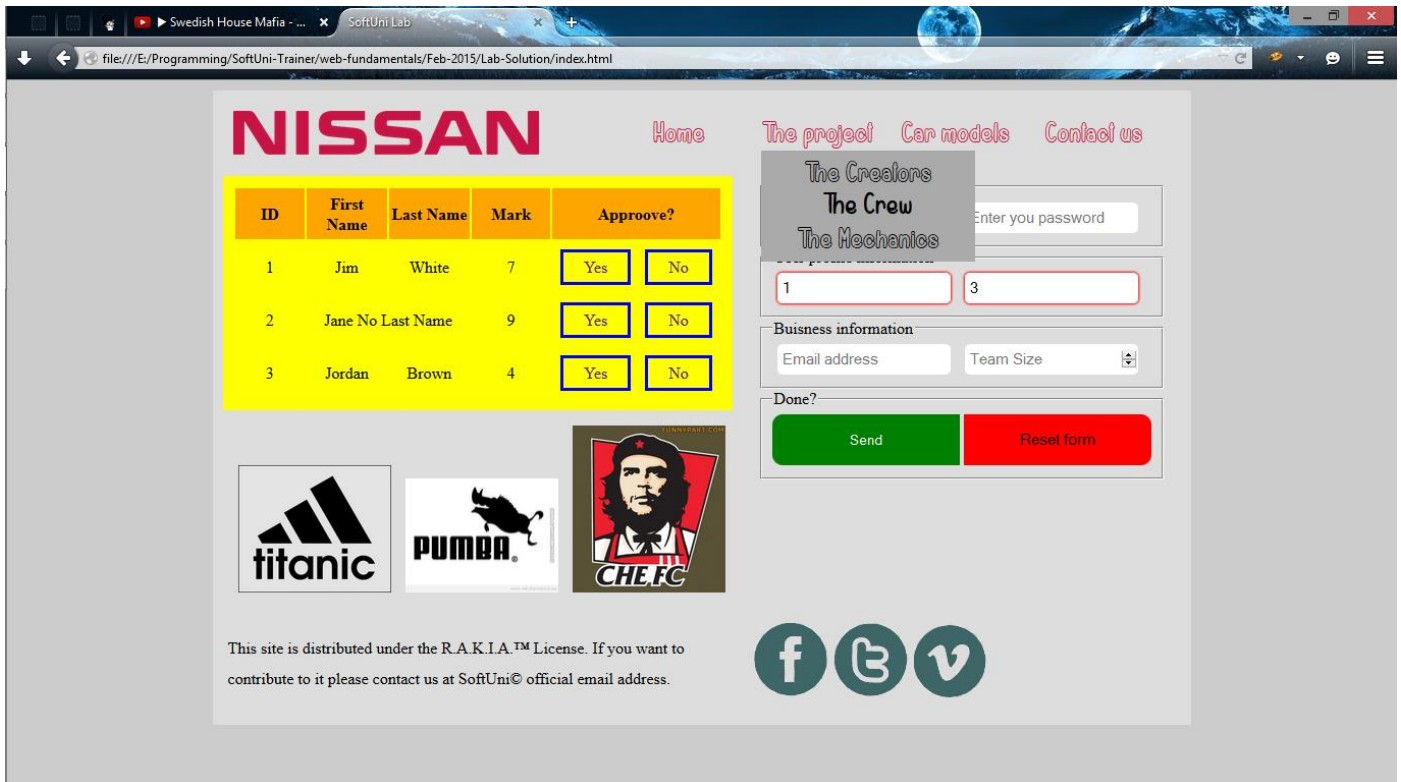 ▶ Swedish House Mafia - ...
SoftUni Lab
file:///E:/Programming/SoftUni-Trainer/web-fundamentals/Feb-2015/Lab-Solution/index.html
NISSAN
Home The project Car models Contact us
The Creators
The Crew
The Mechanics
ID First Name Last Name Mark Approove?
1 Jim White 7 Yes No
2 Jane No Last Name 9 Yes No
3 Jordan Brown 4 Yes No
Enter you password
1 3
Buisness information
Email address Team Size
Done?
Send Reset form
titanic
PUMBA
FUNNYPART.COM
CHE FC
This site is distributed under the R.A.K.I.A.™ License. If you want to
contribute to it please contact us at SoftUni© official email address.